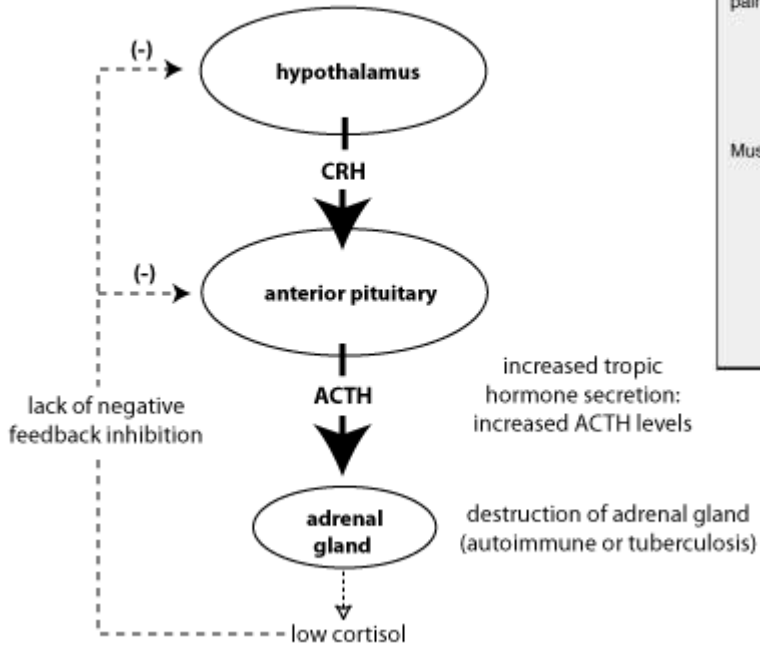 (-)
hypothalamus
CRH
(-)
anterior pituitary
ACTH
increased tropic
hormone secretion:
increased ACTH levels
lack of negative
feedback inhibition
adrenal
gland
destruction of adrenal gland
(autoimmune or tuberculosis)
low cortisol